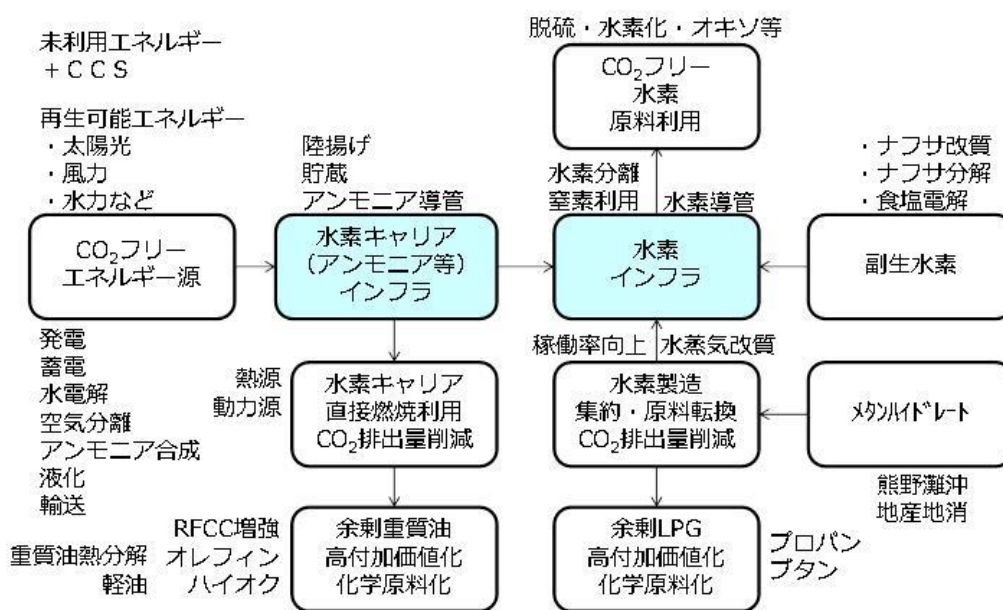 脱硫・水素化・オキソ等
未利用エネルギー
+ＣＣＳ
CO₂フリー
水素
原料利用
再生可能エネルギー
・太陽光
・風力
・水力など
陸揚げ
貯蔵
アンモニア導管
水素分離
窒素利用
水素導管
・ナフサ改質
・ナフサ分解
・食塩電解
CO₂フリー
エネルギー源
水素キャリア
(アンモニア等)
インフラ
水素
インフラ
副生水素
発電
蓄電
水電解
空気分離
アンモニア合成
液化
輸送
熱源
動力源
水素キャリア
直接燃焼利用
CO₂排出量削減
稼働率向上
水蒸気改質
水素製造
集約・原料転換
CO₂排出量削減
ﾒﾀﾝﾊｲﾄﾞﾚｰﾄ
熊野灘沖
地産地消
RFCC増強
重質油熱分解
オレフィン
軽油
ハイオク
余剰重質油
高付加価値化
化学原料化
余剰LPG
高付加価値化
化学原料化
プロパン
ブタン